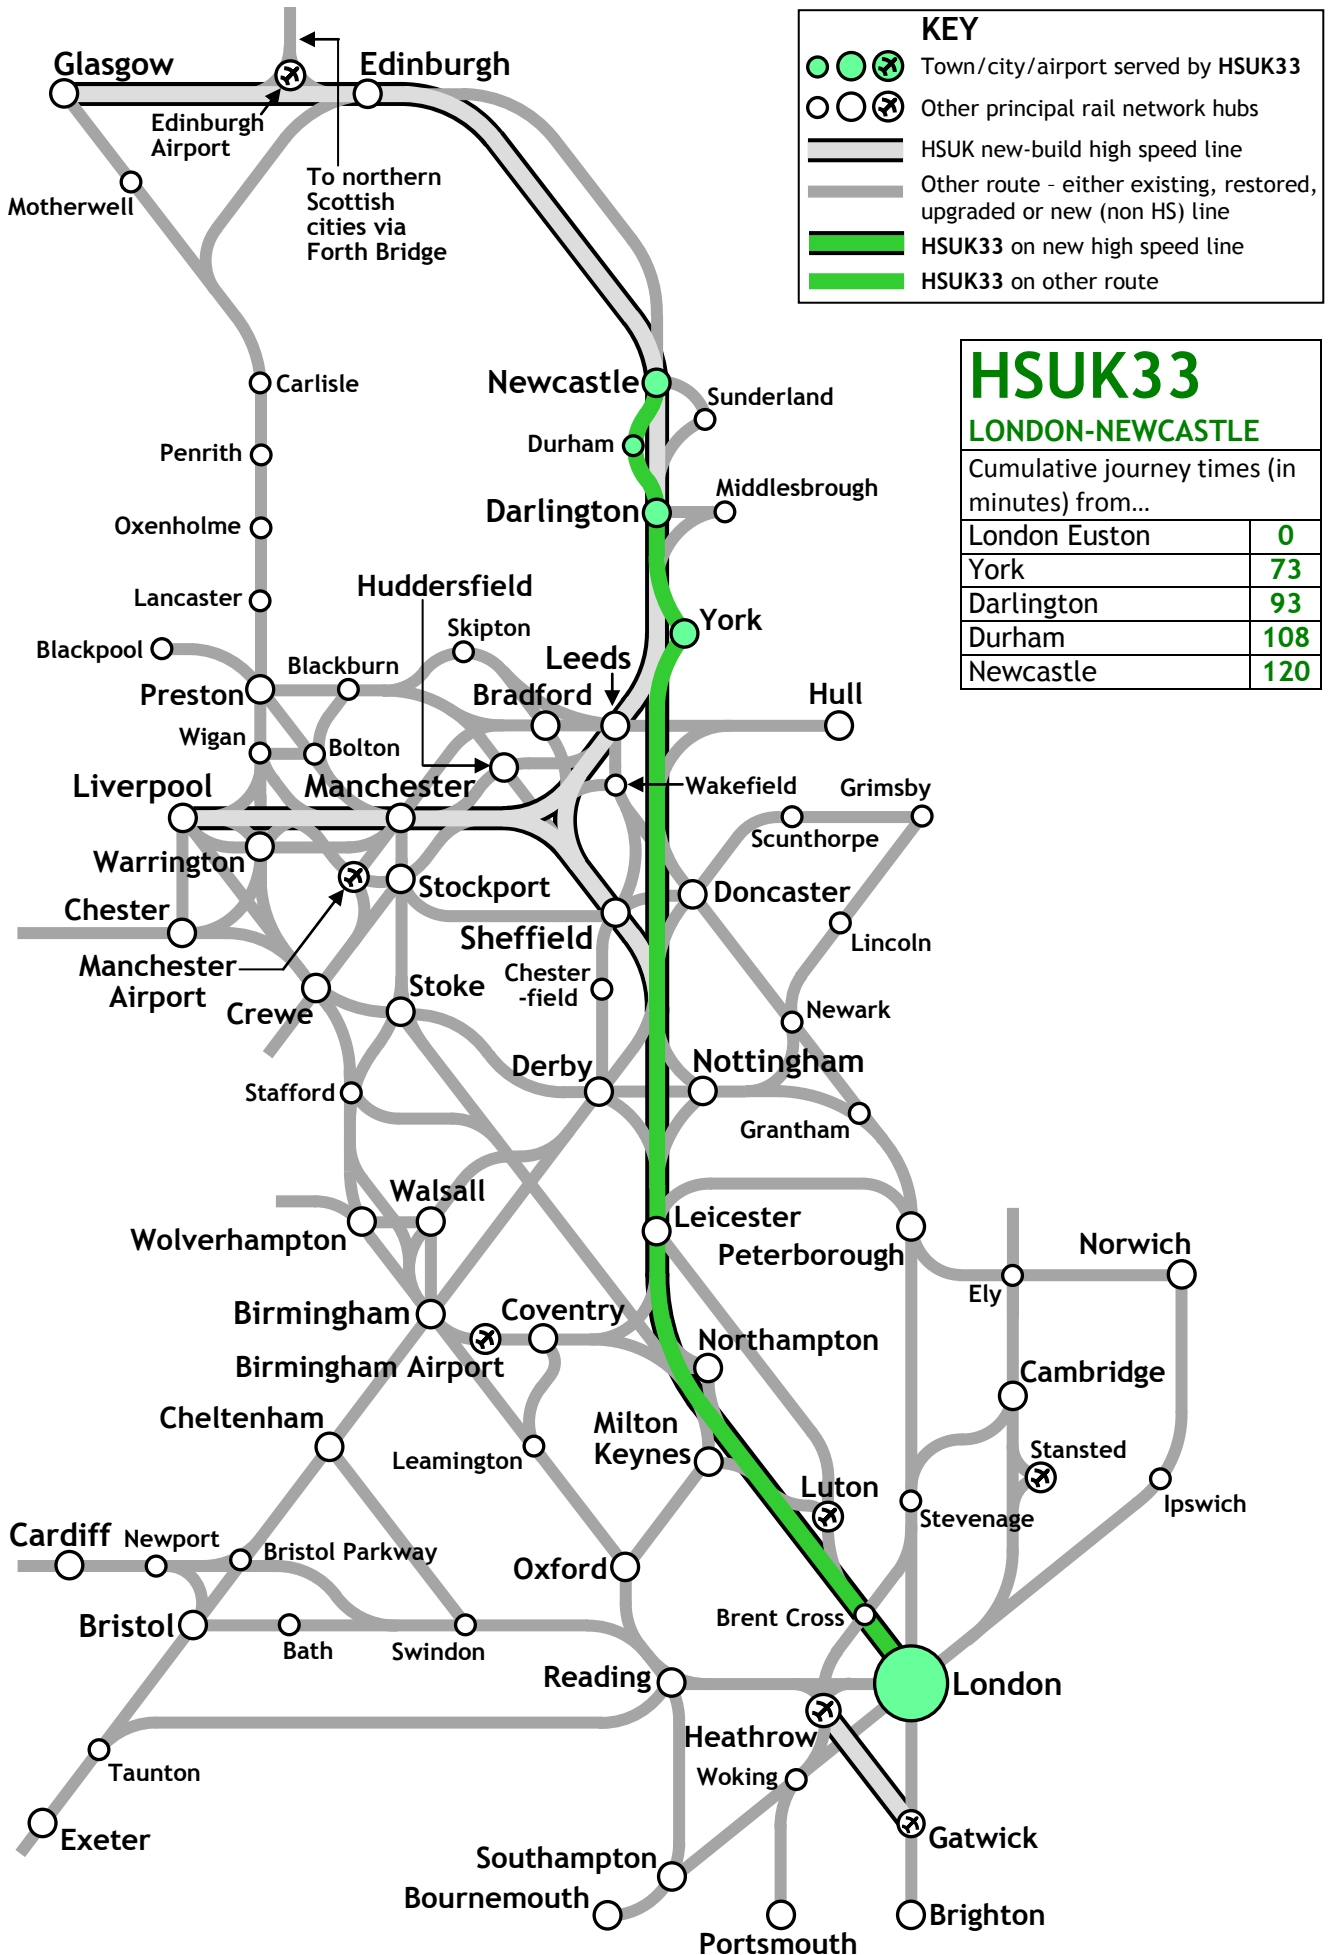 KEY
Town/city/airport served by HSUK33
Other principal rail network hubs
HSUK new-build high speed line
Other route - either existing, restored,
upgraded or new (non HS) line
HSUK33 on new high speed line
HSUK33 on other route
HSUK33
LONDON-NEWCASTLE
Cumulative journey times (in
minutes) from...
London Euston 0
York 73
Darlington 93
Durham 108
Newcastle 120
Glasgow
Edinburgh
Edinburgh
Airport
To northern
Scottish
cities via
Forth Bridge
Motherwell
Carlisle
Newcastle
Sunderland
Durham
Penrith
Middlesbrough
Darlington
Oxenholme
Huddersfield
Lancaster
York
Skipton
Blackpool
Leeds
Blackburn
Preston
Bradford
Hull
Wigan
Bolton
Liverpool
Manchester
Wakefield
Grimsby
Scunthorpe
Warrington
Stockport
Doncaster
Chester
Sheffield
Lincoln
Manchester
Airport
Chester
-field
Stoke
Crewe
Newark
Derby
Nottingham
Stafford
Grantham
Walsall
Leicester
Wolverhampton
Peterborough
Norwich
Ely
Birmingham
Coventry
Northampton
Birmingham Airport
Cambridge
Cheltenham
Milton
Keynes
Leamington
Stansted
Luton
Ipswich
Stevenage
Cardiff
Newport
Bristol Parkway
Oxford
Bristol
Brent Cross
Bath
Swindon
Reading
London
Heathrow
Taunton
Woking
Exeter
Gatwick
Southampton
Bournemouth
Brighton
Portsmouth